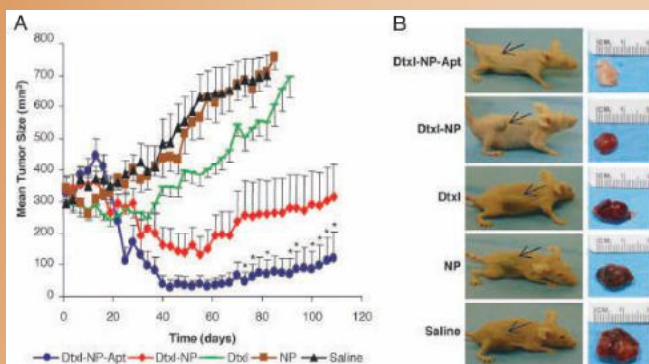 A
Mean Tumor Size (mm²)
800
700
600
500
400
300
200
100
0
0 20 40 60 80 100 120
Time (days)
Dtxl-NP-Apt Dtxl-NP Dtxl NP Saline
B
Dtxl-NP-Apt
Dtxl-NP
Dtxl
NP
Saline